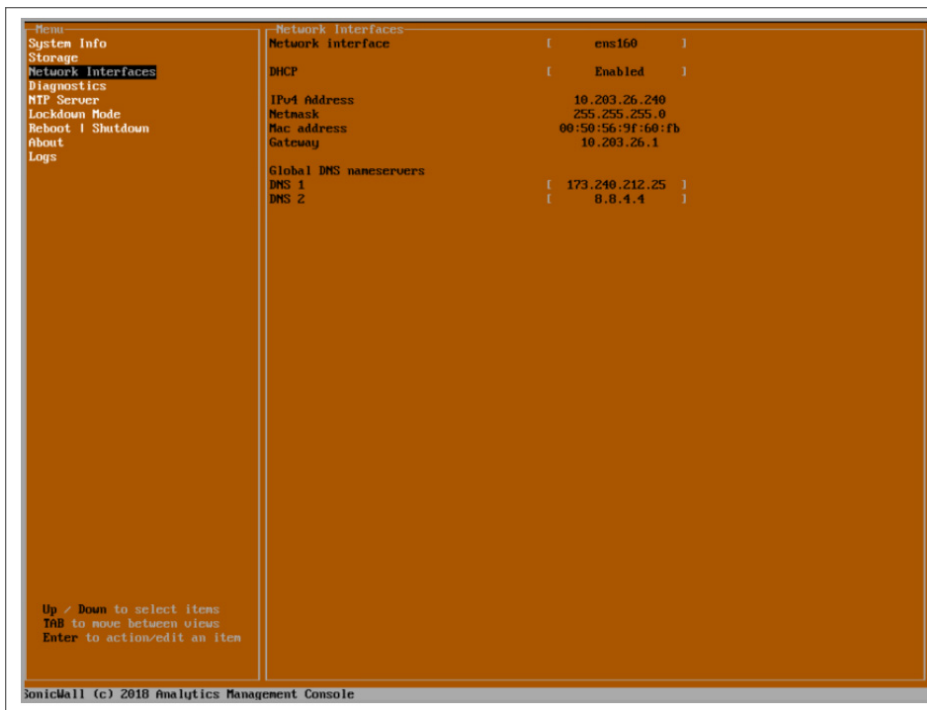 Menu
System Info
Storage
Network Interfaces
Diagnostics
NTP Server
Lockdown Mode
Reboot | Shutdown
About
Logs
Up / Down to select items
TAB to move between views
Enter to action/edit an item
Network Interfaces
Network interface [ ens160 ]
DHCP [ Enabled ]
IPv4 Address 10.203.26.240
Netmask 255.255.255.0
Mac address 00:50:56:9f:60:fb
Gateway 10.203.26.1
Global DNS nameservers
DNS 1 [ 173.240.212.25 ]
DNS 2 [ 8.8.4.4 ]
SonicWall (c) 2018 Analytics Management Console